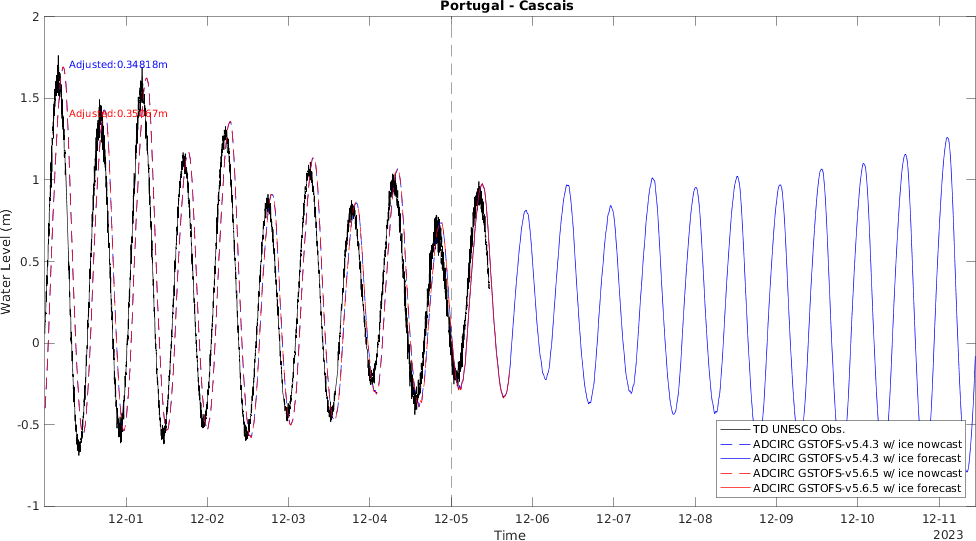 Portugal - Cascais
2
1.5
1
0.5
0
-0.5
-1
Water Level (m)
Adjusted:0.34818m
TD UNESCO Obs.
ADCIRC GSTOFS-v5.4.3 w/ ice nowcast
ADCIRC GSTOFS-v5.4.3 w/ ice forecast
ADCIRC GSTOFS-v5.6.5 w/ ice nowcast
ADCIRC GSTOFS-v5.6.5 w/ ice forecast
12-01 12-02 12-03 12-04 12-05 12-06 12-07 12-08 12-09 12-10 12-11
Time
2023